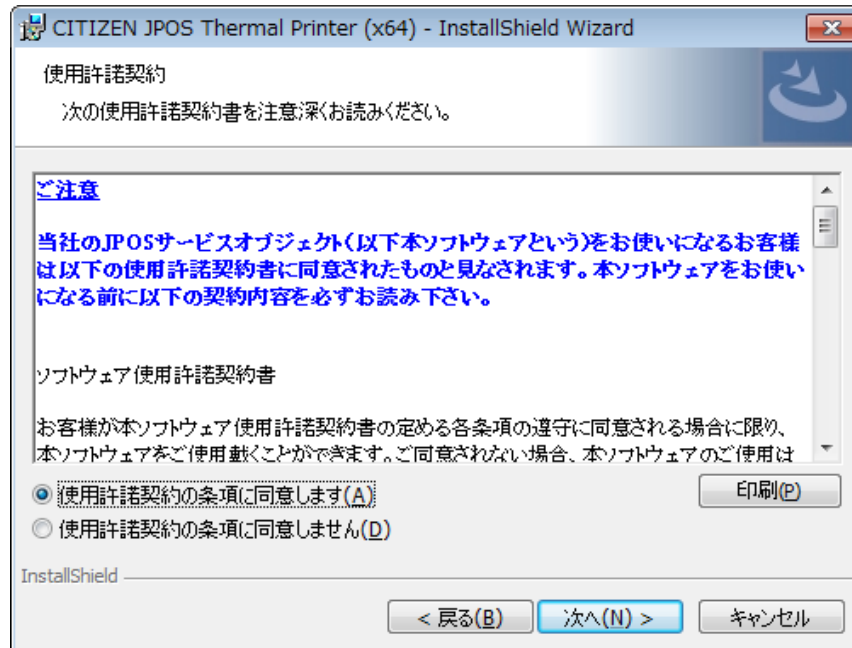 CITIZEN JPOS Thermal Printer (x64) - InstallShield Wizard
使用許諾契約
次の使用許諾契約書を注意深くお読みください。
ご注意
当社のJPOSサービスオブジェクト(以下本ソフトウェアという)をお使いになるお客様
は以下の使用許諾契約書に同意されたものと見なされます。本ソフトウェアをお使い
になる前に以下の契約内容を必ずお読み下さい。
ソフトウェア使用許諾契約書
お客様が本ソフトウェア使用許諾契約書の定める各条項の遵守に同意される場合に限り、
本ソフトウェアをご使用戴くことができます。ご同意されない場合、本ソフトウェアのご使用は
使用許諾契約の条項に同意します(A)
印刷(P)
使用許諾契約の条項に同意しません(D)
InstallShield
< 戻る(B)
次へ(N) >
キャンセル